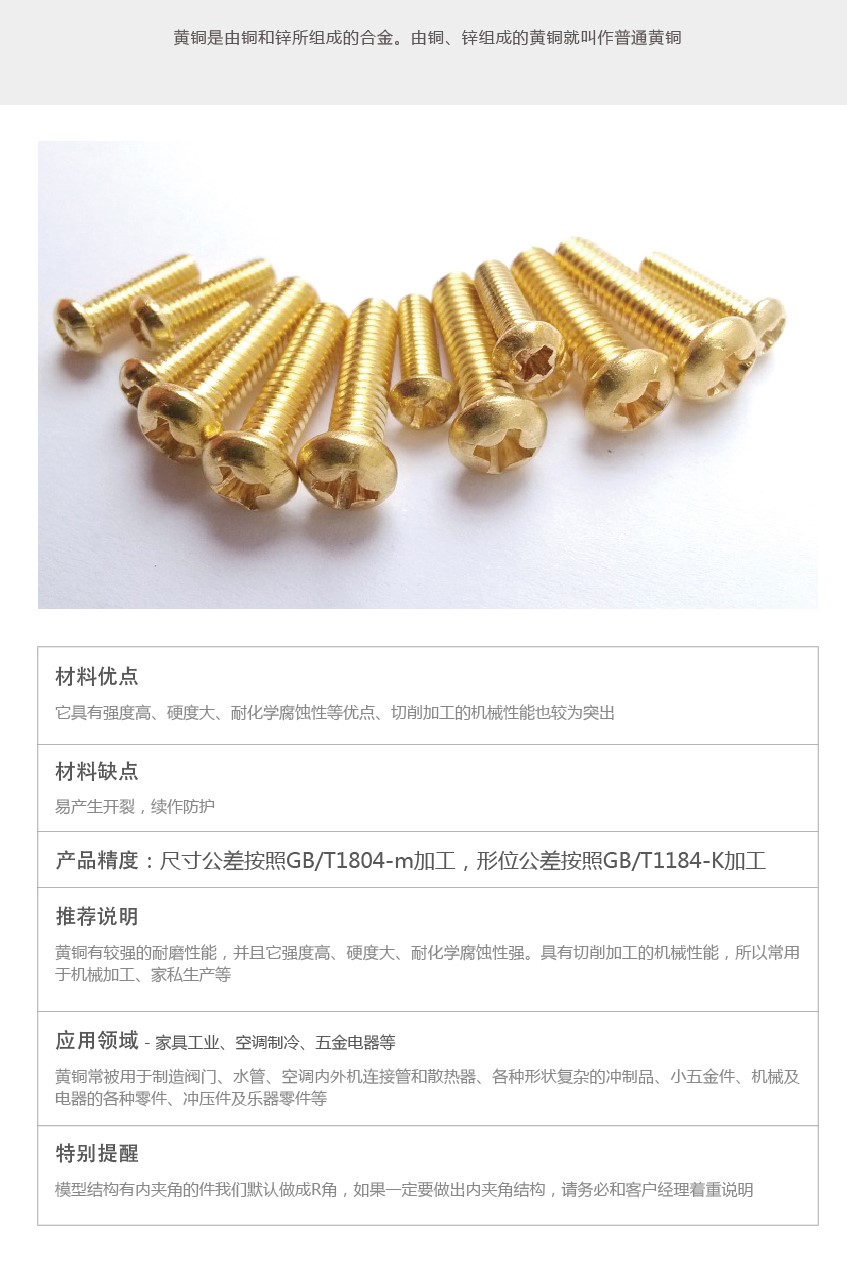 黄铜是由铜和锌所组成的合金。由铜、锌组成的黄铜就叫作普通黄铜
材料优点
它具有强度高、硬度大、耐化学腐蚀性等优点、切削加工的机械性能也较为突出
材料缺点
易产生开裂，续作防护
产品精度：尺寸公差按照GB/T1804-m加工，形位公差按照GB/T1184-K加工
推荐说明
黄铜有较强的耐磨性能，并且它强度高、硬度大、耐化学腐蚀性强。具有切削加工的机械性能，所以常用
于机械加工、家私生产等
应用领域 - 家具工业、空调制冷、五金电器等
黄铜常被用于制造阀门、水管、空调内外机连接管和散热器、各种形状复杂的冲制品、小五金件、机械及
电器的各种零件、冲压件及乐器零件等
特别提醒
模型结构有内夹角的件我们默认做成R角，如果一定要做出内夹角结构，请务必和客户经理着重说明